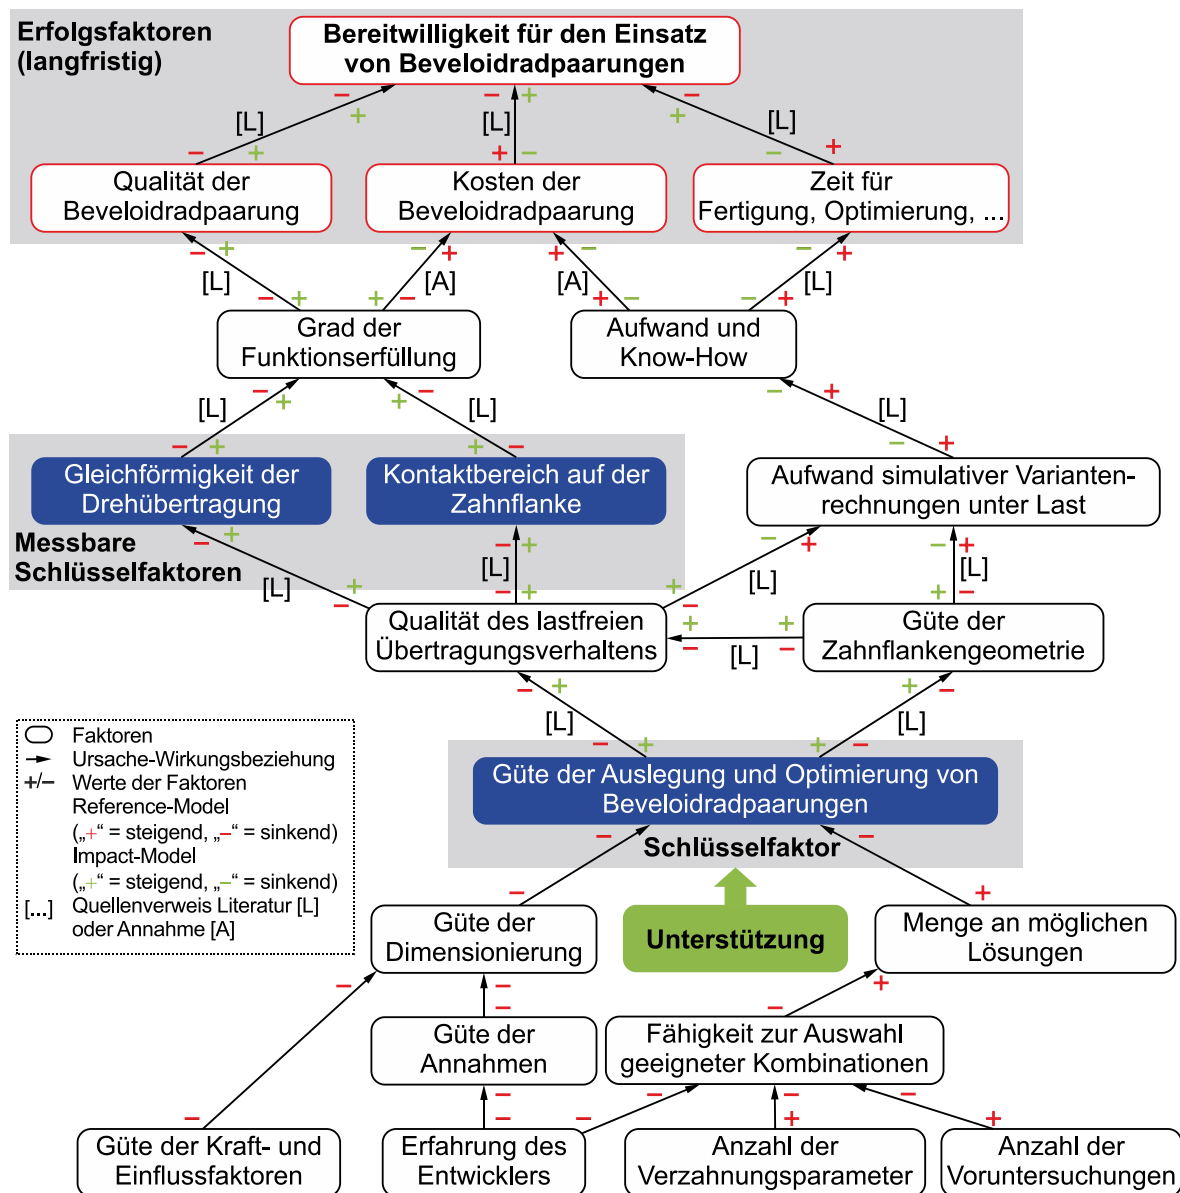 Erfolgsfaktoren
(langfristig)
Bereitwilligkeit für den Einsatz
von Beveloidradpaarungen
− + − + − +
[L] [L] [L]
− + + − − +
Qualität der
Beveloidradpaarung
Kosten der
Beveloidradpaarung
Zeit für
Fertigung, Optimierung, ...
− + − + + − − +
[L] [A] [A] [L]
− + + − + − − +
Grad der
Funktionserfüllung
Aufwand und
Know-How
− + + − − +
[L] [L] [L]
− + + − − +
Gleichförmigkeit der
Drehübertragung
Kontaktbereich auf der
Zahnflanke
Aufwand simulativer Varianten-
rechnungen unter Last
Messbare
Schlüsselfaktoren
− + − + − + − +
[L] [L] [L] [L]
− + − + + − + −
Qualität des lastfreien
Übertragungsverhaltens
Güte der
Zahnflankengeometrie
+ +
− −
[L]
− + + −
[L] [L]
− + + −
Güte der Auslegung und Optimierung von
Beveloidradpaarungen
Schlüsselfaktor
− −
− +
Faktoren
Ursache-Wirkungsbeziehung
+/− Werte der Faktoren
Reference-Model
(„+“ = steigend, „−“ = sinkend)
Impact-Model
(„+“ = steigend, „−“ = sinkend)
[...] Quellenverweis Literatur [L]
oder Annahme [A]
Güte der
Dimensionierung
Unterstützung
Menge an möglichen
Lösungen
− − +
− −
Güte der
Annahmen
Fähigkeit zur Auswahl
geeigneter Kombinationen
− − − −
− − − + +
Güte der Kraft- und
Einflussfaktoren
Erfahrung des
Entwicklers
Anzahl der
Verzahnungsparameter
Anzahl der
Voruntersuchungen